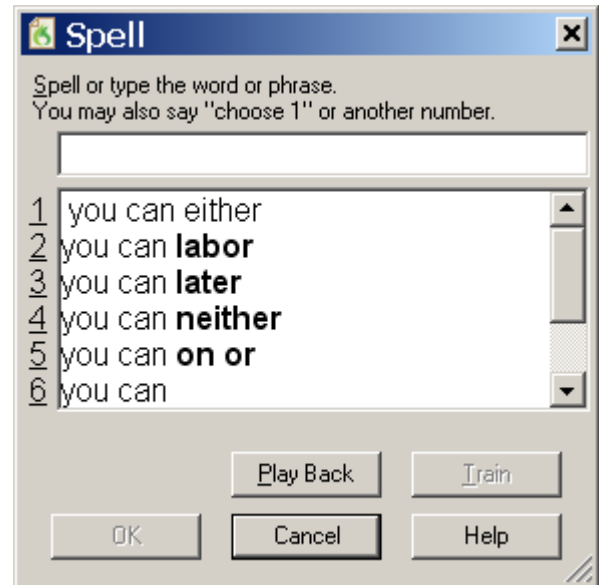 Spell
Spell or type the word or phrase.
You may also say "choose 1" or another number.
1 you can either
2 you can labor
3 you can later
4 you can neither
5 you can on or
6 you can
Play Back Train
OK Cancel Help